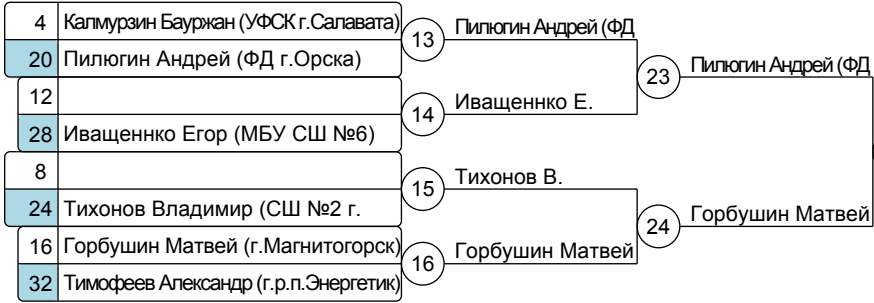 4 Калмурзин Бауржан (УФСК г.Салавата)
13 Пилюгин Андрей (ФД
20 Пилюгин Андрей (ФД г.Орска)
23 Пилюгин Андрей (ФД
12
14 Иващеннко Е.
28 Иващеннко Егор (МБУ СШ №6)
8
15 Тихонов В.
24 Тихонов Владимир (СШ №2 г.
24 Горбушин Матвей
16 Горбушин Матвей (г.Магнитогорск)
16 Горбушин Матвей
32 Тимофеев Александр (г.р.п.Энергетик)